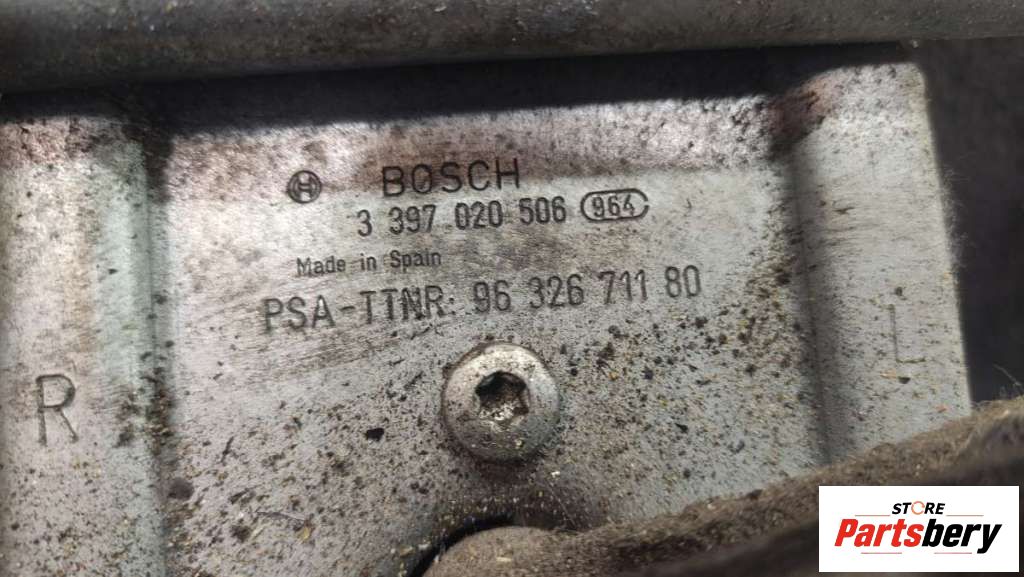 BOSCH
3 397 020 506 964
Made in Spain
PSA-TTNR: 96 326 711 80
R
L
STORE
Partsbery